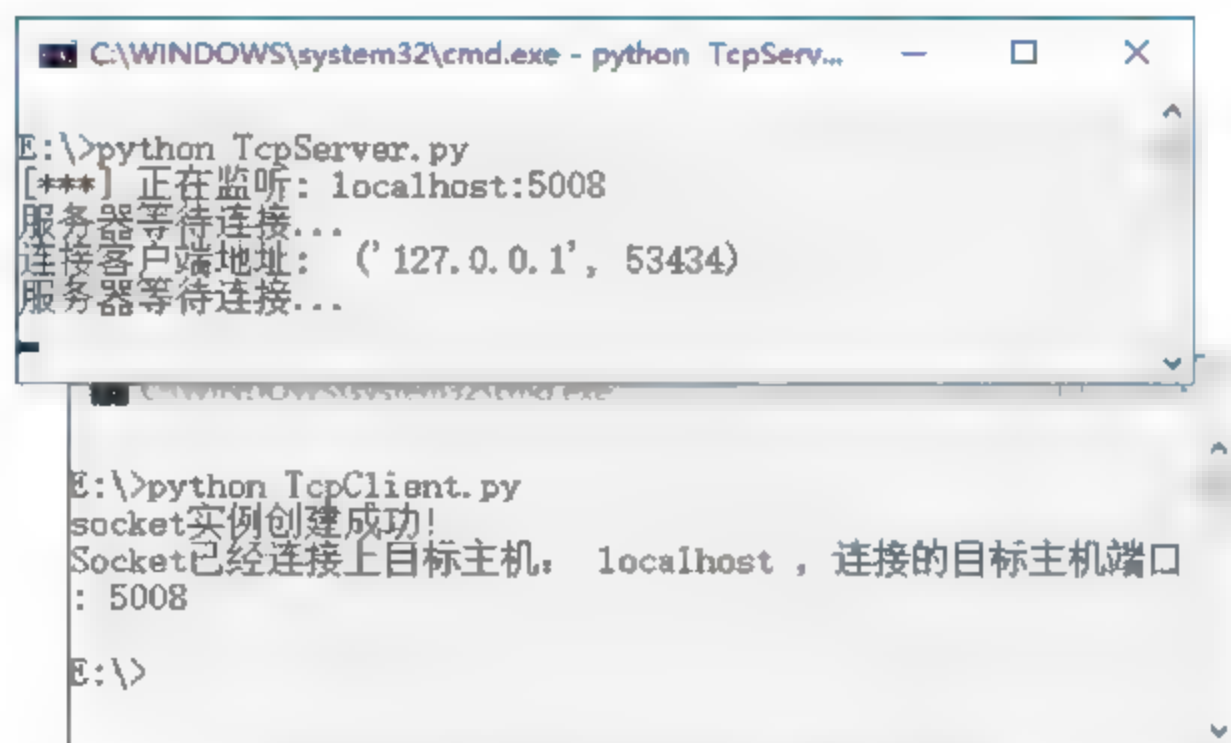 C:\WINDOWS\system32\cmd.exe - python  TcpServ...
E:\>python TcpServer.py
[***] 正在监听: localhost:5008
服务器等待连接...
连接客户端地址:  ('127.0.0.1', 53434)
服务器等待连接...
C:\WINDOWS\system32\cmd.exe
E:\>python TcpClient.py
socket实例创建成功!
Socket已经连接上目标主机:  localhost , 连接的目标主机端口
: 5008
E:\>